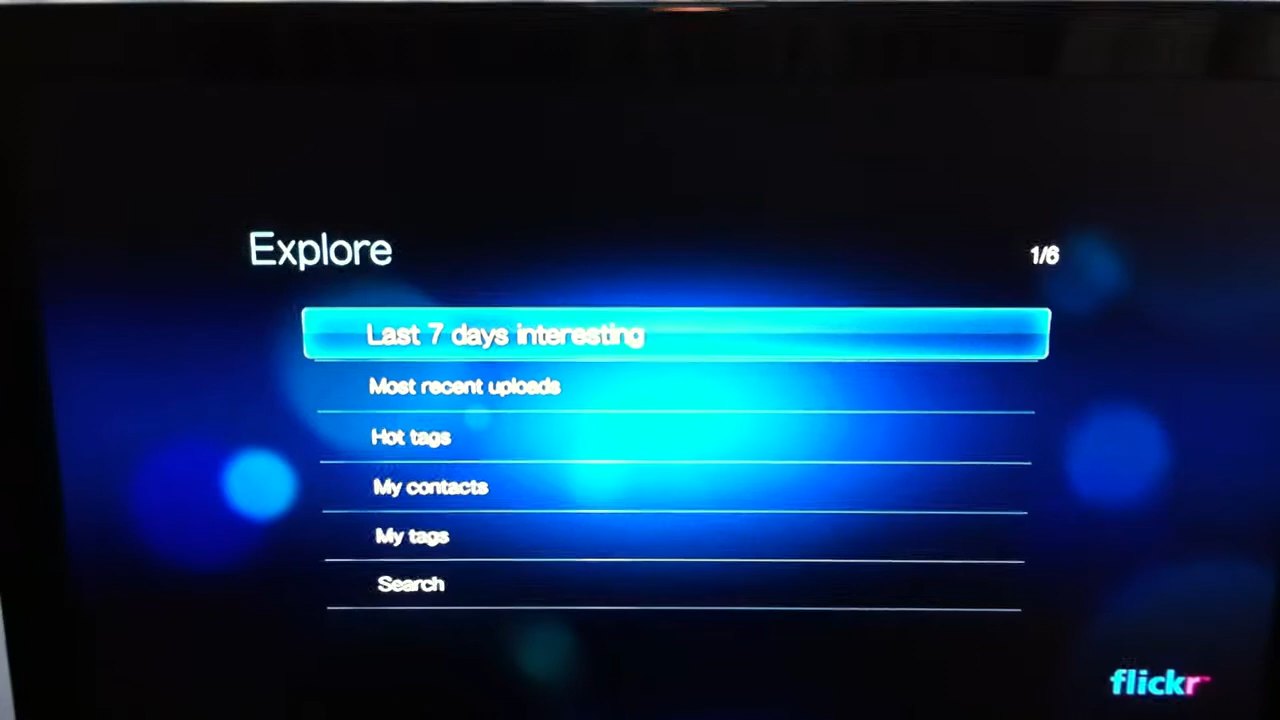 Explore
1/6
Last 7 days interesting
Most recent uploads
Hot tags
My contacts
My tags
Search
flickr